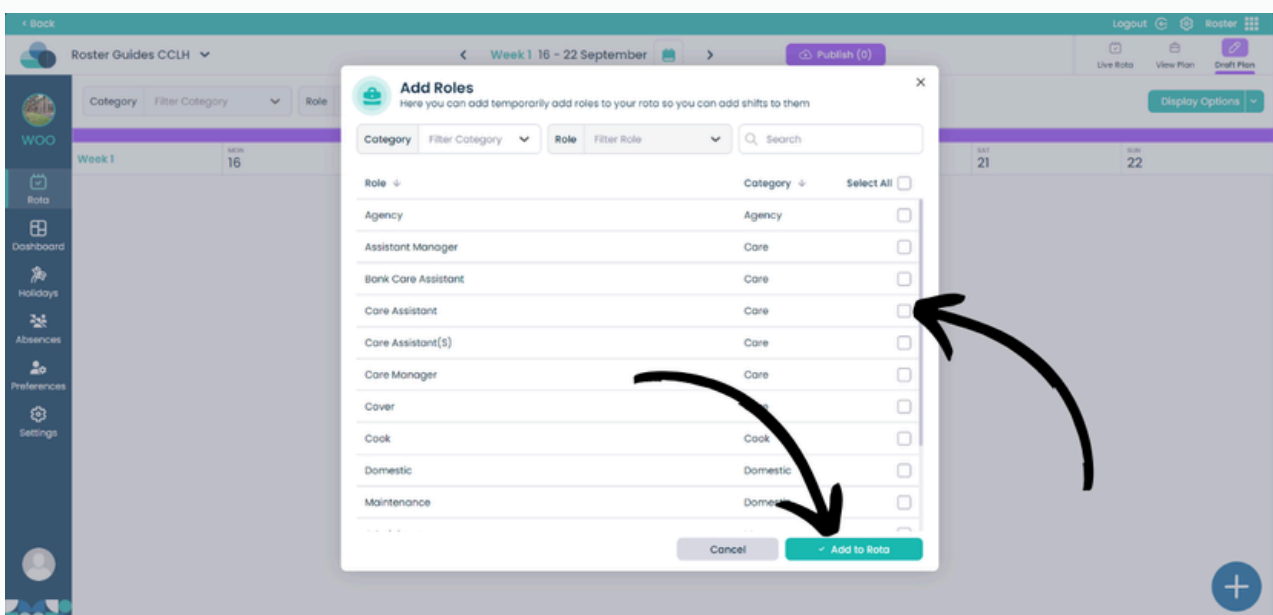 < Back
Logout
Roster
Roster Guides CCLH
Week 1 16 - 22 September
Publish (0)
Live Rota
View Plan
Draft Plan
Category Filter Category
Role
Display Options
WOO
Week 1
MON
16
SAT
21
SUN
22
Rota
Dashboard
Holidays
Absences
Preferences
Settings
Add Roles
Here you can add temporarily add roles to your rota so you can add shifts to them
Category Filter Category
Role Filter Role
Search
Role Category Select All
Agency Agency
Assistant Manager Care
Bank Care Assistant Care
Care Assistant Care
Care Assistant(S) Care
Care Manager Care
Cover
Cook Cook
Domestic Domestic
Maintenance
Cancel
Add to Rota